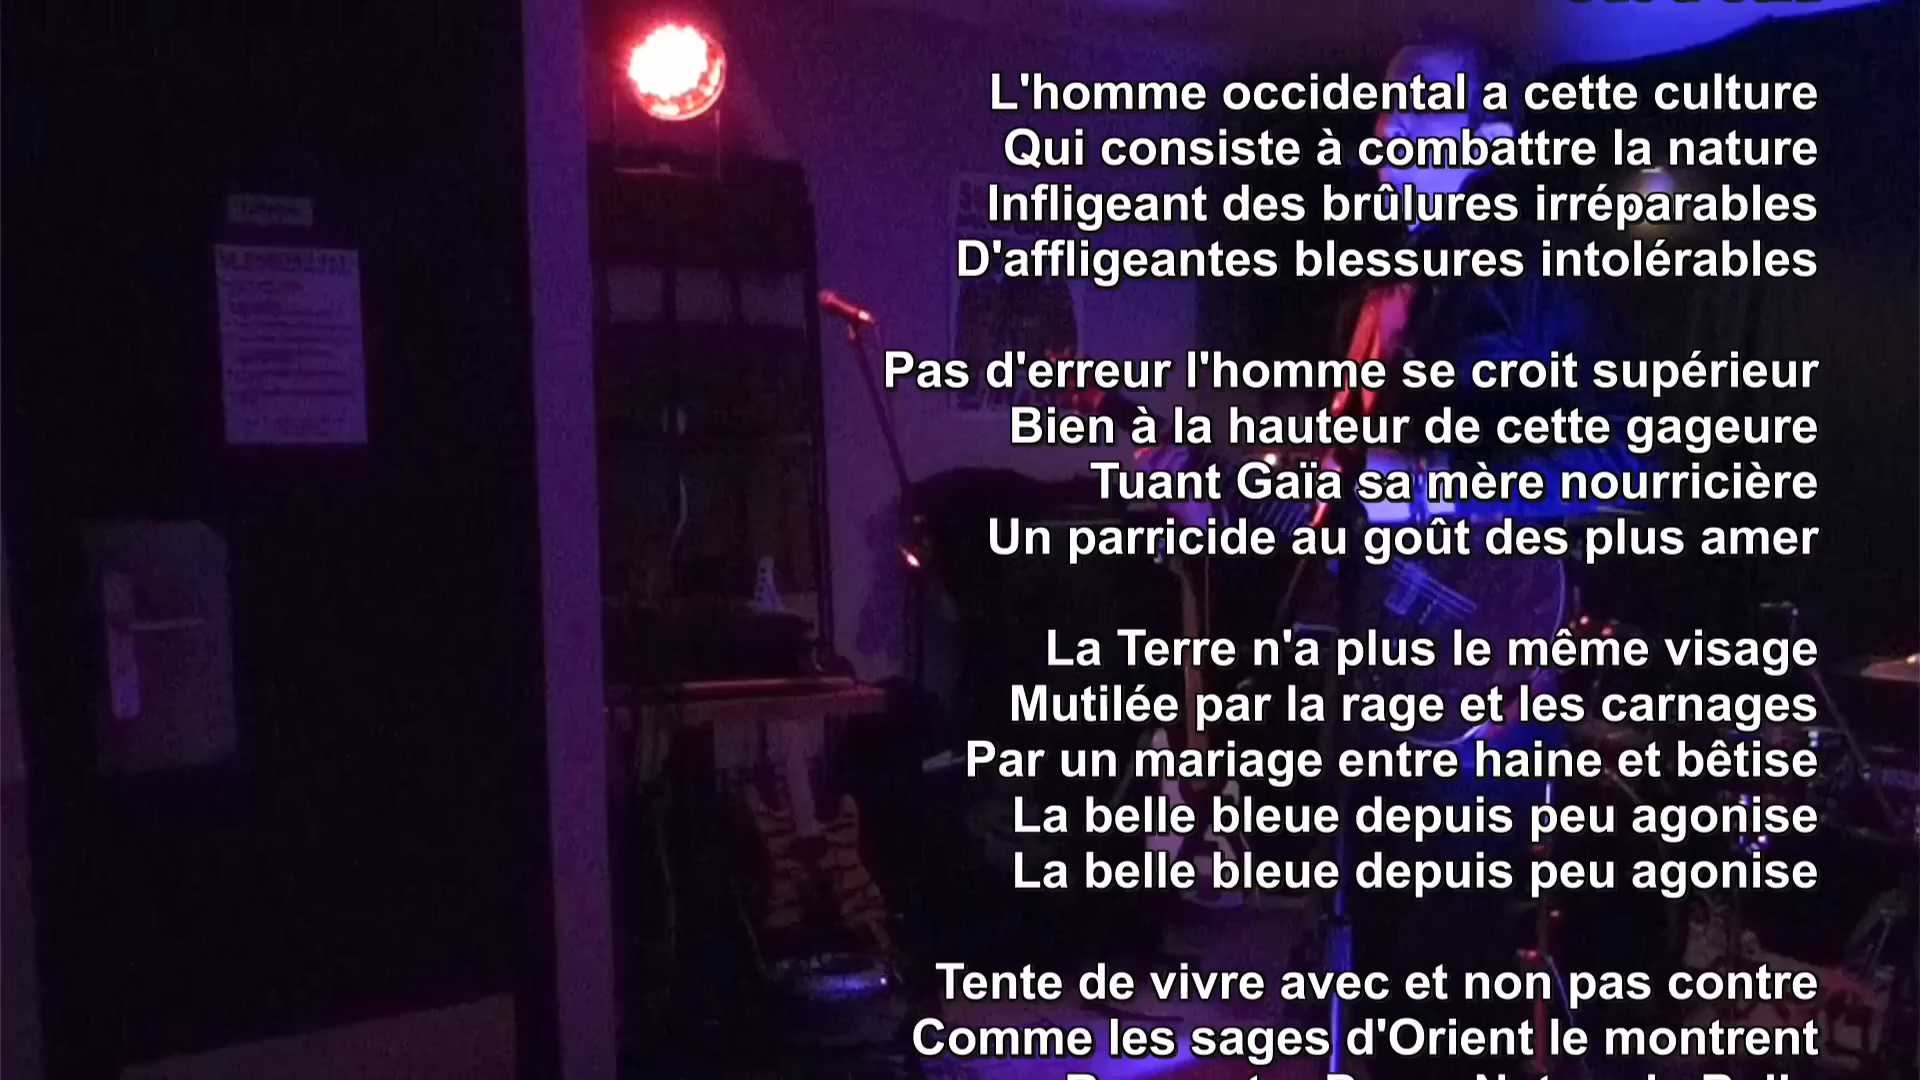 L'homme occidental a cette culture
Qui consiste à combattre la nature
Infligeant des brûlures irréparables
D'affligeantes blessures intolérables
Pas d'erreur l'homme se croit supérieur
Bien à la hauteur de cette gageure
Tuant Gaïa sa mère nourricière
Un parricide au goût des plus amer
La Terre n'a plus le même visage
Mutilée par la rage et les carnages
Par un mariage entre haine et bêtise
La belle bleue depuis peu agonise
La belle bleue depuis peu agonise
Tente de vivre avec et non pas contre
Comme les sages d'Orient le montrent